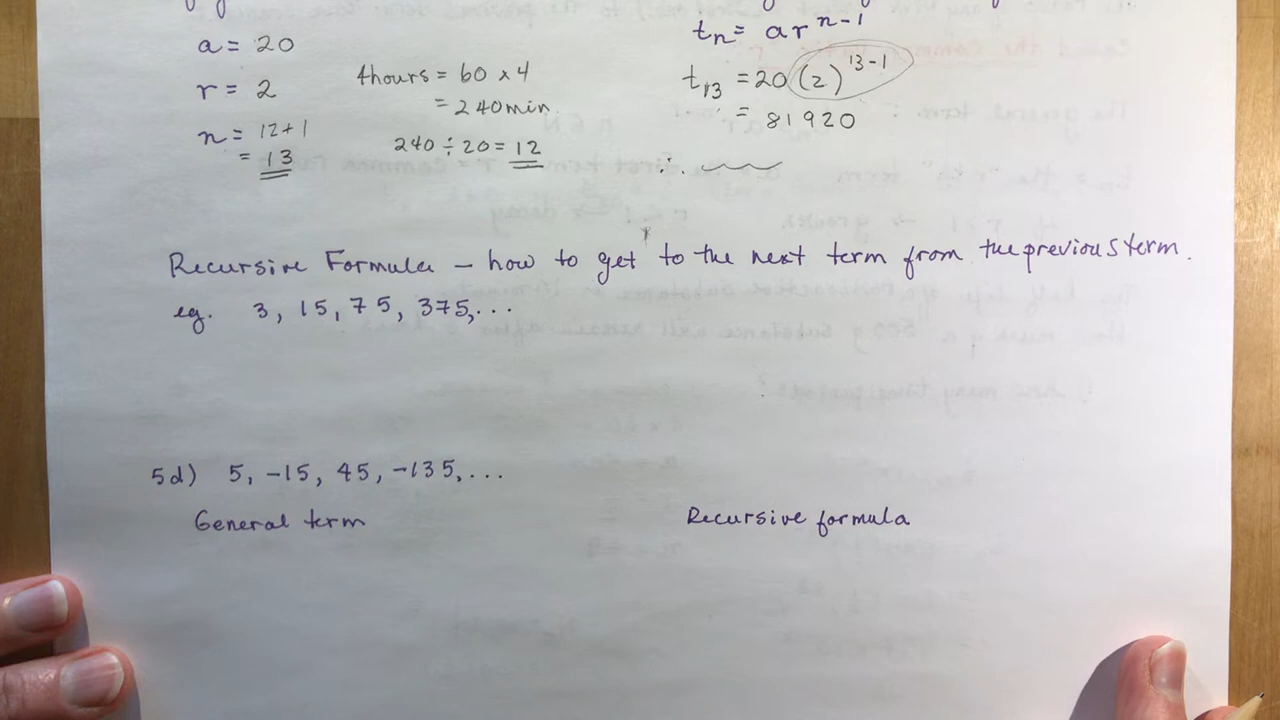 a = 20
tn = ar^n-1
r = 2
4hours = 60 x 4
= 240min
t13 = 20(2)^13-1
= 81920
n = 12+1
= 13
240 ÷ 20 = 12
∴
Recursive Formula – how to get to the next term from the previous term.
eg. 3, 15, 75, 375,...
5d) 5, -15, 45, -135,...
General term
Recursive formula